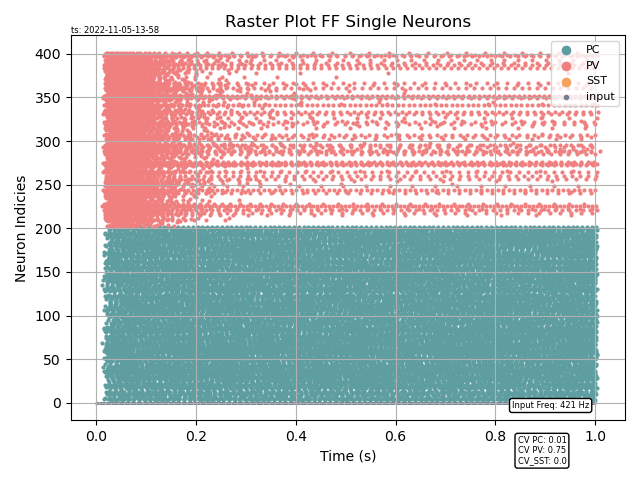 Raster Plot FF Single Neurons
ts: 2022-11-05-13-58
400
350
300
250
200
150
100
50
0
Neuron Indicies
PC
PV
SST
input
Input Freq: 421 Hz
0.0
0.2
0.4
0.6
0.8
1.0
Time (s)
CV PC: 0.01
CV PV: 0.75
CV_SST: 0.0